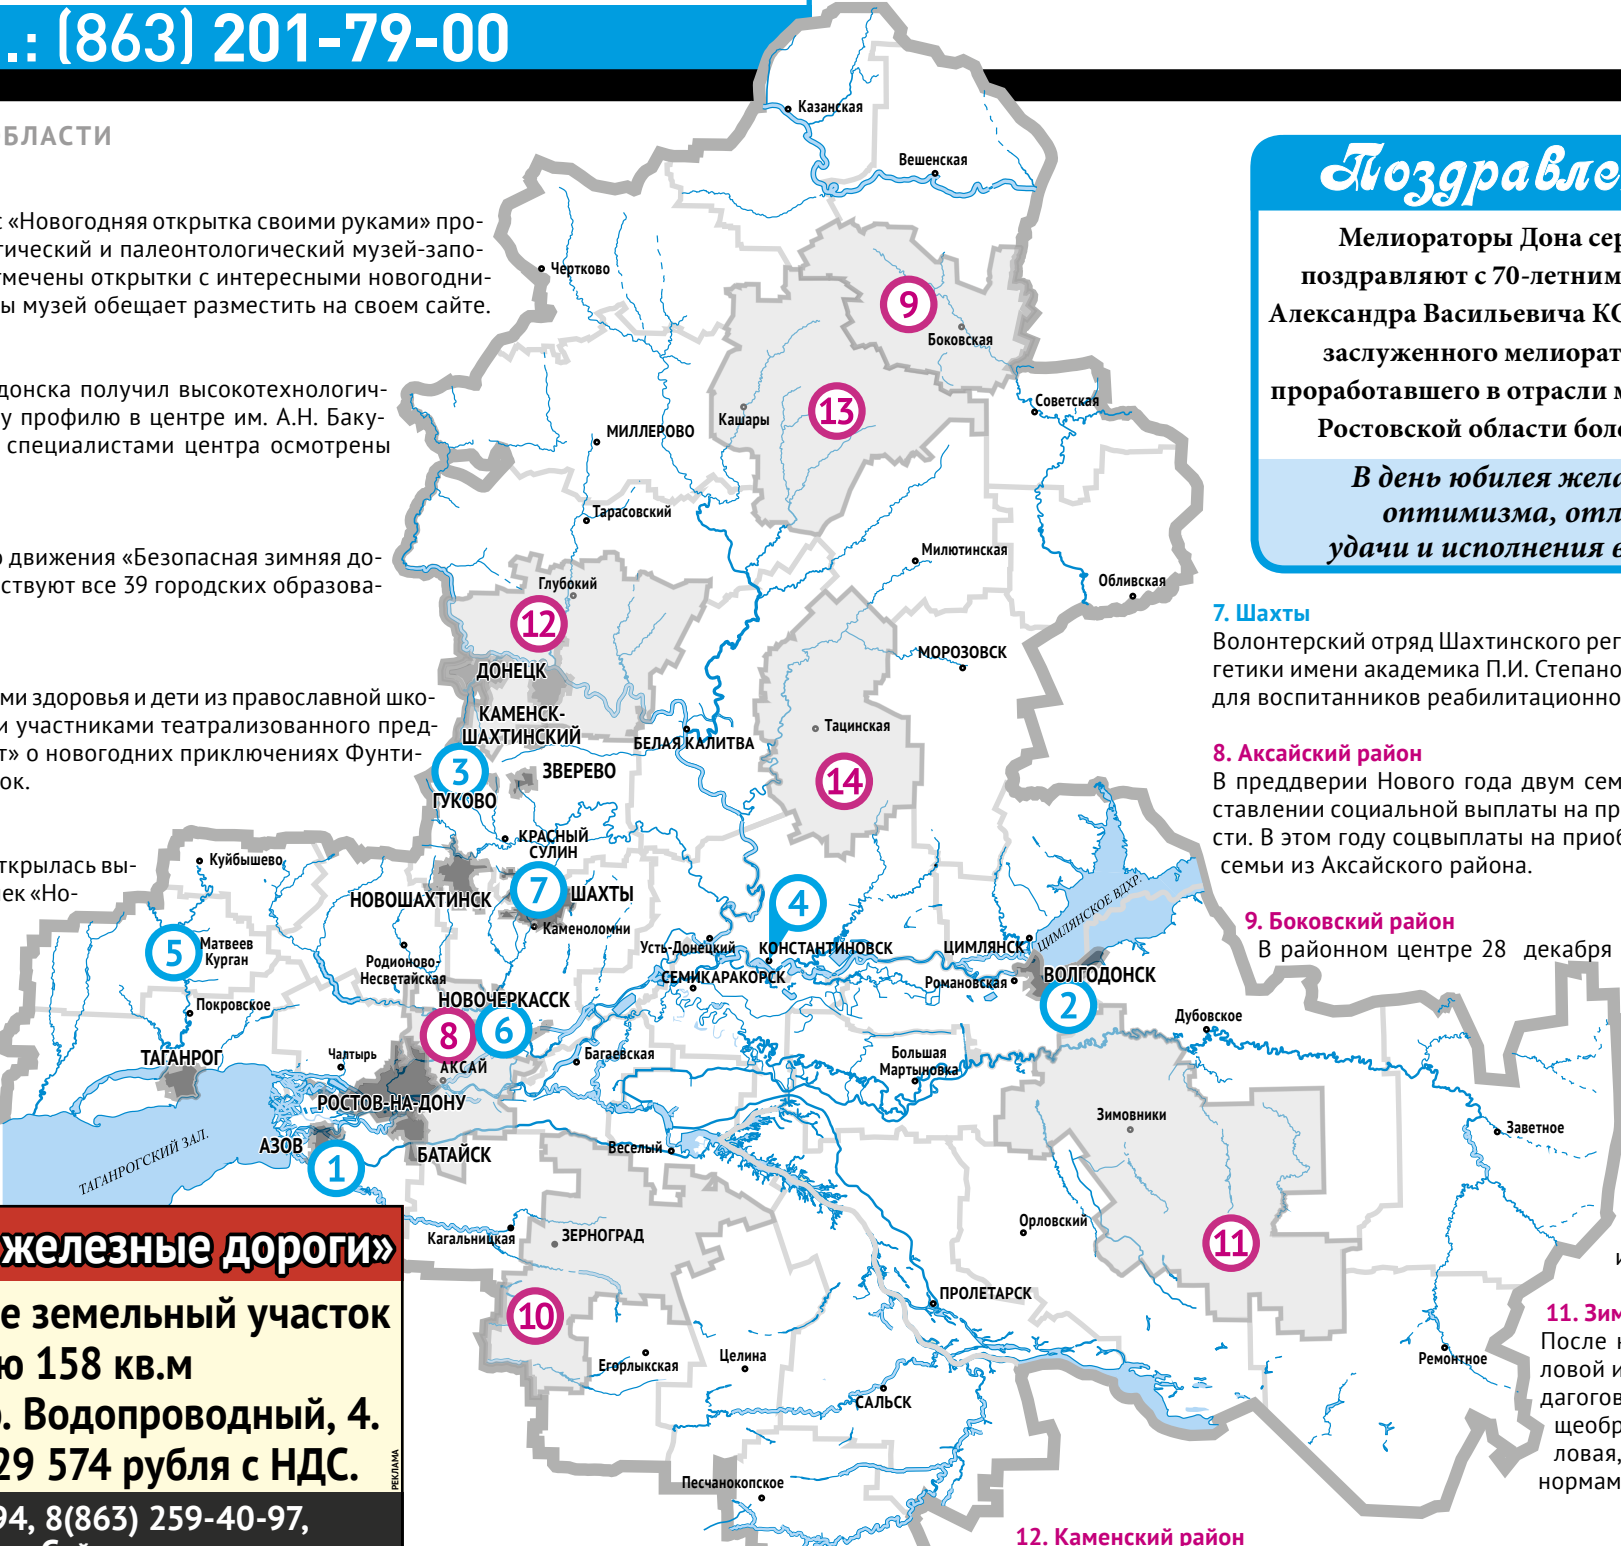 .: (863) 201-79-00
БЛАСТИ
«Новогодняя открытка своими руками» про-
тический и палеонтологический музей-запо-
тмечены открытки с интересными новогодни-
ы музей обещает разместить на своем сайте.
донска получил высокотехнологич-
у профилю в центре им. А.Н. Баку-
специалистами центра осмотрены
о движения «Безопасная зимняя до-
ствуют все 39 городских образова-
ми здоровья и дети из православной шко-
и участниками театрализованного пред-
т» о новогодних приключениях Фунти-
ок.
ткрылась вы-
ек «Но-
Казанская
Вешенская
Чертково
9
Боковская
Кашары
13
Советская
МИЛЛЕРОВО
Тарасовский
Милютинская
Обливская
Глубокий
12
ДОНЕЦК
МОРОЗОВСК
КАМЕНСК-
ШАХТИНСКИЙ
БЕЛАЯ КАЛИТВА
Тацинская
14
3
ЗВЕРЕВО
ГУКОВО
КРАСНЫЙ
СУЛИН
Куйбышево
НОВОШАХТИНСК
7
ШАХТЫ
Каменоломни
4
5
Матвеев
Курган
Родионово-
Несветайская
Усть-Донецкий
КОНСТАНТИНОВСК
СЕМИКАРАКОРСК
ЦИМЛЯНСК
ЦИМЛЯНСКОЕ ВДХР.
Романовская
ВОЛГОДОНСК
2
Покровское
НОВОЧЕРКАССК
8
6
Дубовское
ТАГАНРОГ
Чалтырь
АКСАЙ
Багаевская
Большая
Мартыновка
РОСТОВ-НА-ДОНУ
Зимовники
Заветное
ТАГАНРОГСКИЙ ЗАЛ.
АЗОВ
1
БАТАЙСК
Веселый
Кагальницкая
ЗЕРНОГРАД
Орловский
11
10
ПРОЛЕТАРСК
Егорлыкская
Целина
САЛЬСК
Ремонтное
Песчанокопское
Поздравле
Мелиораторы Дона сер
поздравляют с 70-летним
Александра Васильевича КО
заслуженного мелиорат
проработавшего в отрасли м
Ростовской области боле
В день юбилея жела
оптимизма, отл
удачи и исполнения в
7. Шахты
Волонтерский отряд Шахтинского рег
гетики имени академика П.И. Степано
для воспитанников реабилитационно
8. Аксайский район
В преддверии Нового года двум сем
ставлении социальной выплаты на пр
сти. В этом году соцвыплаты на приоб
семьи из Аксайского района.
9. Боковский район
В районном центре 28 декабря
11. Зим
После к
ловой и
дагогов
щеобр
ловая,
нормам
12. Каменский район
железные дороги»
е земельный участок
ю 158 кв.м
. Водопроводный, 4.
29 574 рубля с НДС.
РЕКЛАМА
94, 8(863) 259-40-97,